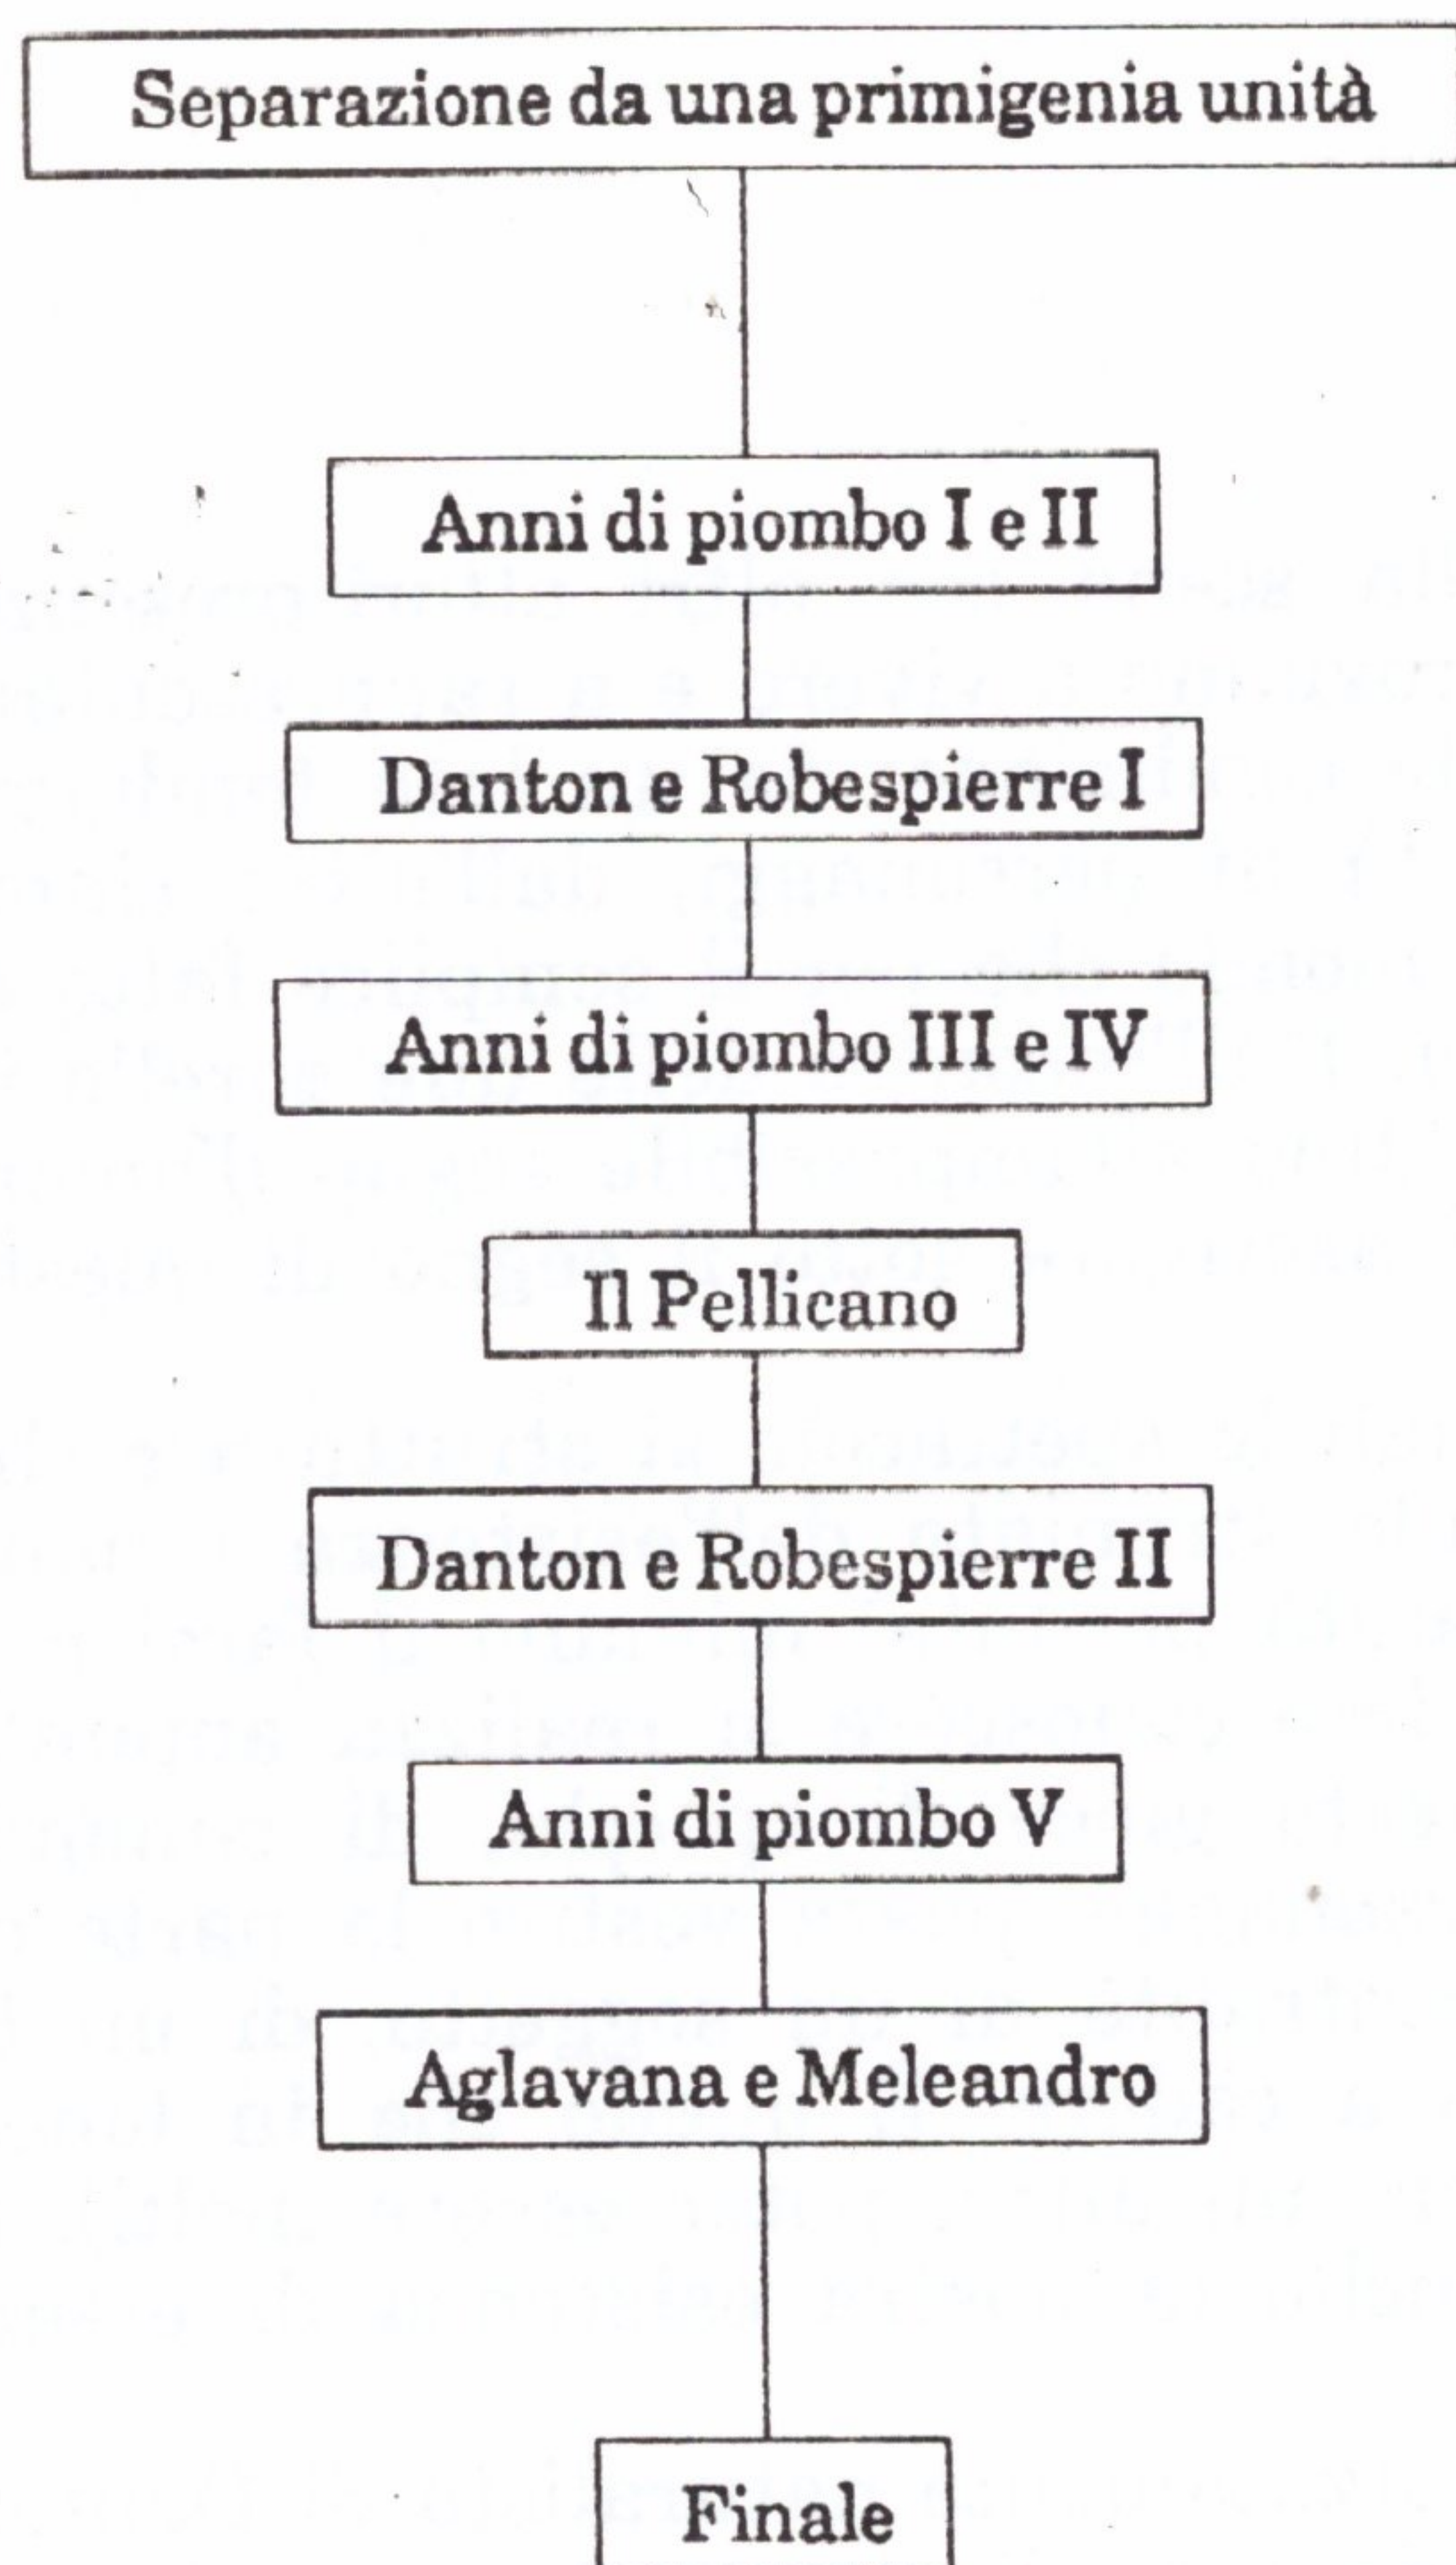 Separazione da una primigenia unità
Anni di piombo I e II
Danton e Robespierre I
Anni di piombo III e IV
Il Pellicano
Danton e Robespierre II
Anni di piombo V
Aglavana e Meleandro
Finale